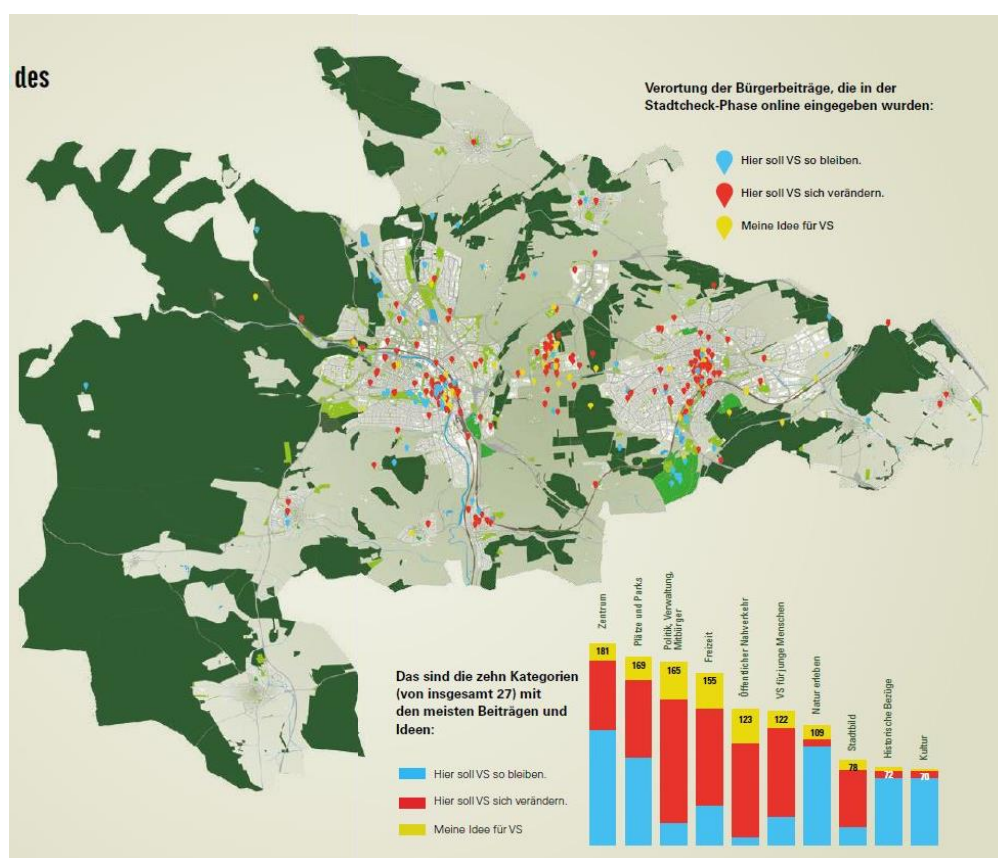 des
Verortung der Bürgerbeiträge, die in der
Stadtcheck-Phase online eingegeben wurden:
Hier soll VS so bleiben.
Hier soll VS sich verändern.
Meine Idee für VS
Das sind die zehn Kategorien
(von insgesamt 27) mit
den meisten Beiträgen und
Ideen:
Hier soll VS so bleiben.
Hier soll VS sich verändern.
Meine Idee für VS
Zentrum
Plätze und Parks
Politik, Verwaltung,
Mitbürger
Freizeit
Öffentlicher Nahverkehr
VS für junge Menschen
Natur erleben
Stadtbild
Historische Bezüge
Kultur
181
169
165
155
123
122
109
78
72
70